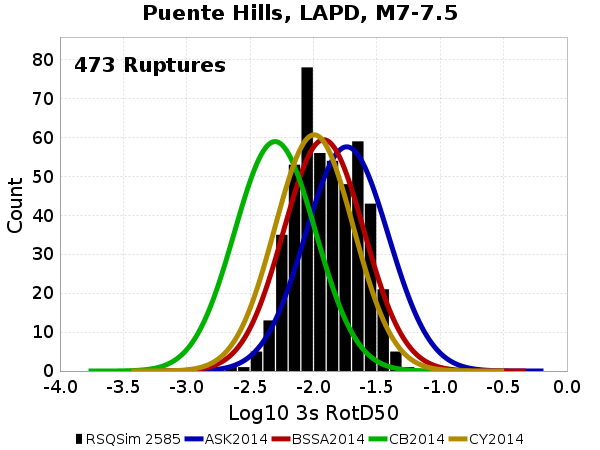 Puente Hills, LAPD, M7-7.5
473 Ruptures
Count
80
70
60
50
40
30
20
10
0
-4.0 -3.5 -3.0 -2.5 -2.0 -1.5 -1.0 -0.5 0.0
Log10 3s RotD50
RSQSim 2585 ASK2014 BSSA2014 CB2014 CY2014